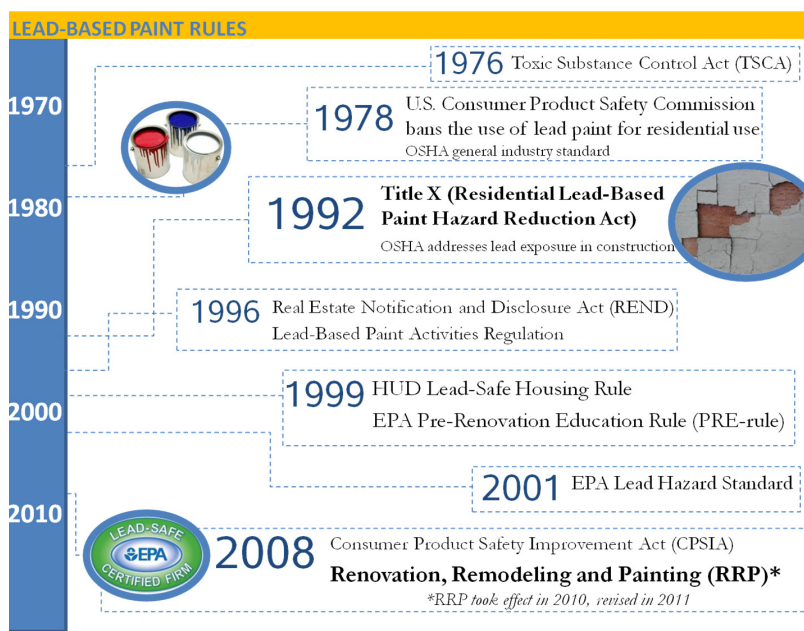 LEAD-BASED PAINT RULES
1970
1980
1990
2000
2010
1976 Toxic Substance Control Act (TSCA)
1978 U.S. Consumer Product Safety Commission
bans the use of lead paint for residential use
OSHA general industry standard
1992 Title X (Residential Lead-Based
Paint Hazard Reduction Act)
OSHA addresses lead exposure in construction
1996 Real Estate Notification and Disclosure Act (REND)
Lead-Based Paint Activities Regulation
1999 HUD Lead-Safe Housing Rule
EPA Pre-Renovation Education Rule (PRE-rule)
2001 EPA Lead Hazard Standard
LEAD-SAFE
EPA
CERTIFIED FIRM
2008 Consumer Product Safety Improvement Act (CPSIA)
Renovation, Remodeling and Painting (RRP)*
*RRP took effect in 2010, revised in 2011